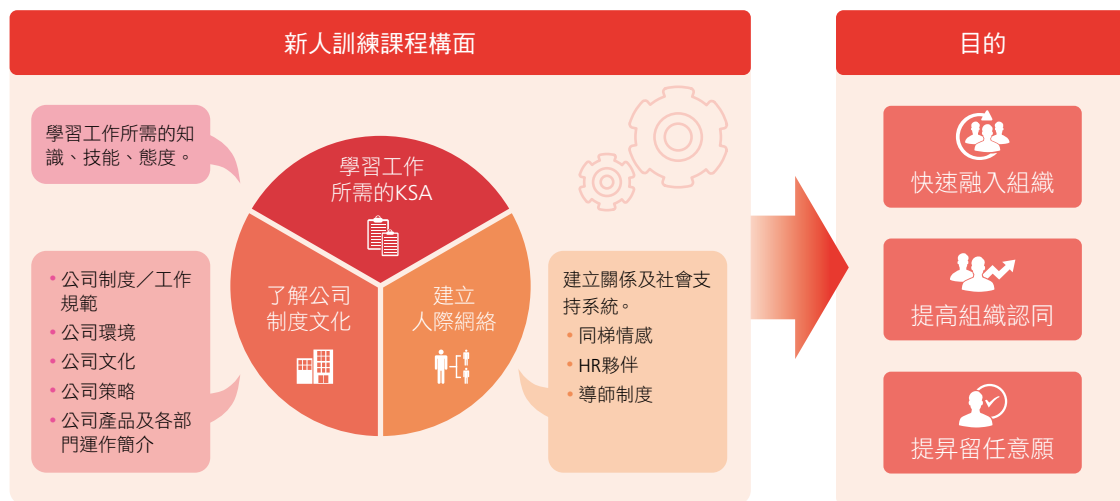 新人訓練課程構面
學習工作所需的知
識、技能、態度。
學習工作
所需的KSA
• 公司制度／工作
規範
• 公司環境
• 公司文化
• 公司策略
• 公司產品及各部
門運作簡介
了解公司
制度文化
建立
人際網絡
建立關係及社會支
持系統。
• 同梯情感
• HR夥伴
• 導師制度
目的
快速融入組織
提高組織認同
提昇留任意願